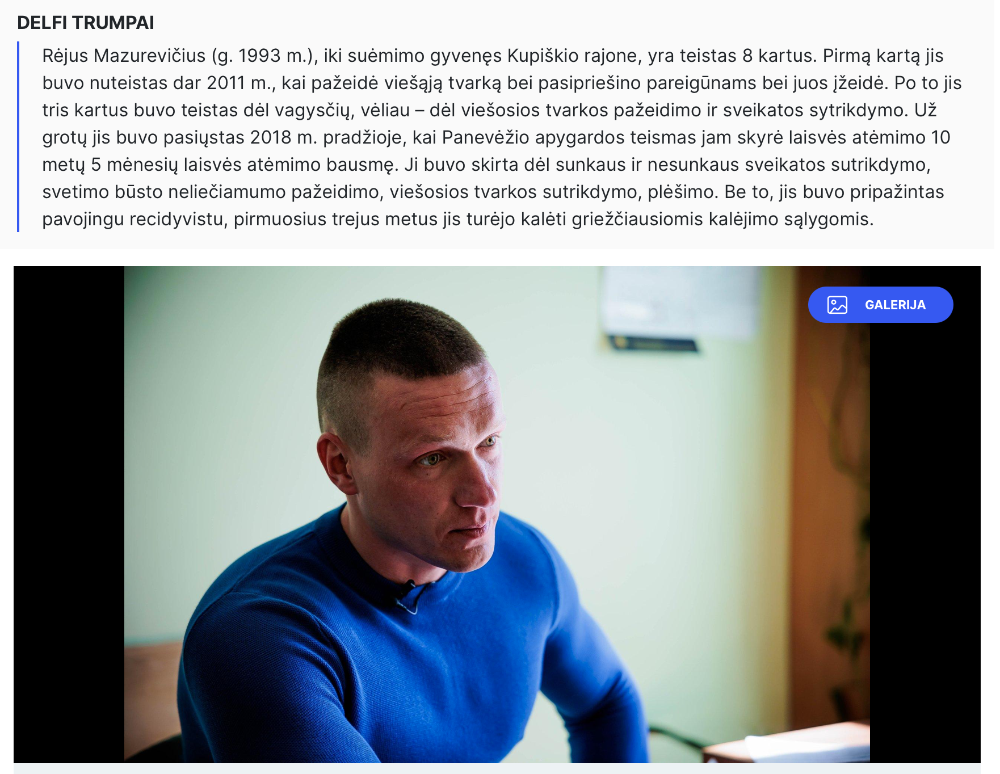 DELFI TRUMPAI
Rėjus Mazurevičius (g. 1993 m.), iki suėmimo gyvenęs Kupiškio rajone, yra teistas 8 kartus. Pirmą kartą jis
buvo nuteistas dar 2011 m., kai pažeidė viešąją tvarką bei pasipriešino pareigūnams bei juos įžeidė. Po to jis
tris kartus buvo teistas dėl vagysčių, vėliau – dėl viešosios tvarkos pažeidimo ir sveikatos sytrikdymo. Už
grotų jis buvo pasiųstas 2018 m. pradžioje, kai Panevėžio apygardos teismas jam skyrė laisvės atėmimo 10
metų 5 mėnesių laisvės atėmimo bausmę. Ji buvo skirta dėl sunkaus ir nesunkaus sveikatos sutrikdymo,
svetimo būsto neliečiamumo pažeidimo, viešosios tvarkos sutrikdymo, plėšimo. Be to, jis buvo pripažintas
pavojingu recidyvistu, pirmuosius trejus metus jis turėjo kalėti griežčiausiomis kalėjimo sąlygomis.
GALERIJA